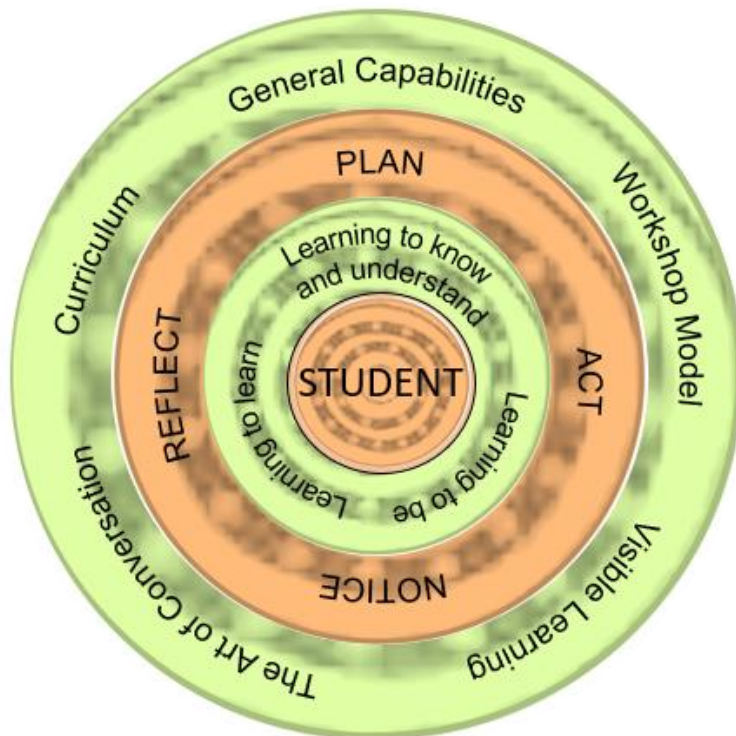 General Capabilities
Workshop Model
Visible Learning
The Art of Conversation
Curriculum
PLAN
ACT
NOTICE
REFLECT
Learning to know
and understand
Learning to be
Learning to learn
STUDENT